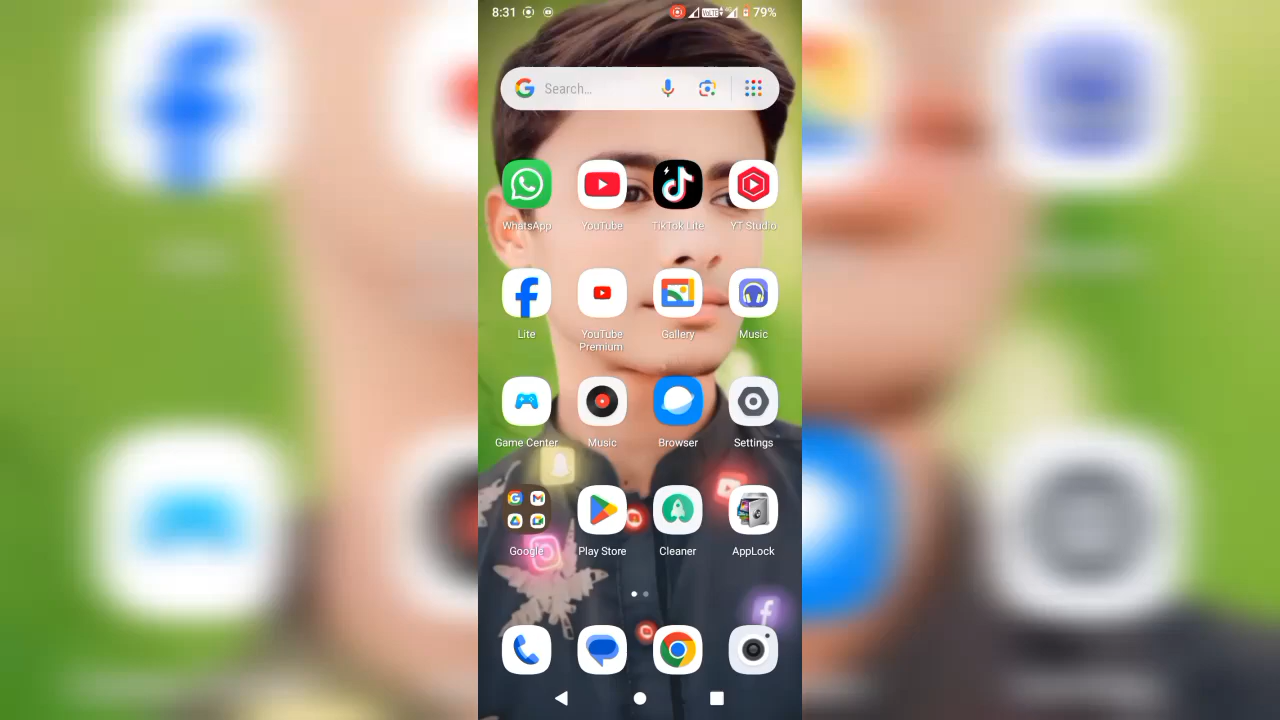 8:31
VoLTE
79%
Search...
WhatsApp
YouTube
TikTok Lite
YT Studio
Lite
YouTube
Premium
Gallery
Music
Game Center
Music
Browser
Settings
Google
Play Store
Cleaner
AppLock